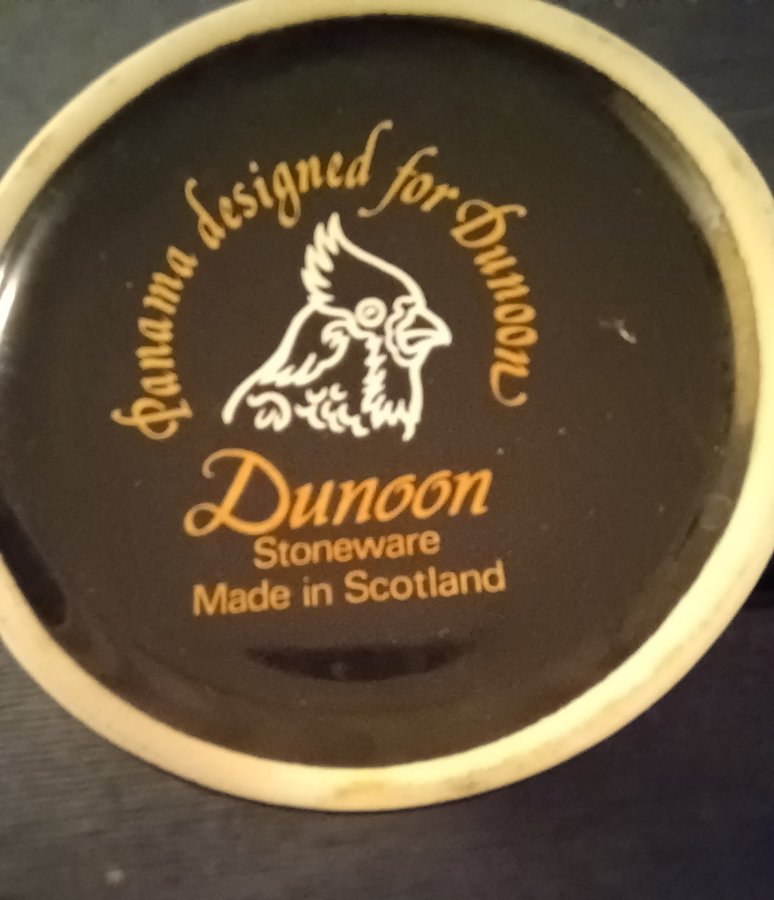 Panama designed for Dunoon
Dunoon
Stoneware
Made in Scotland